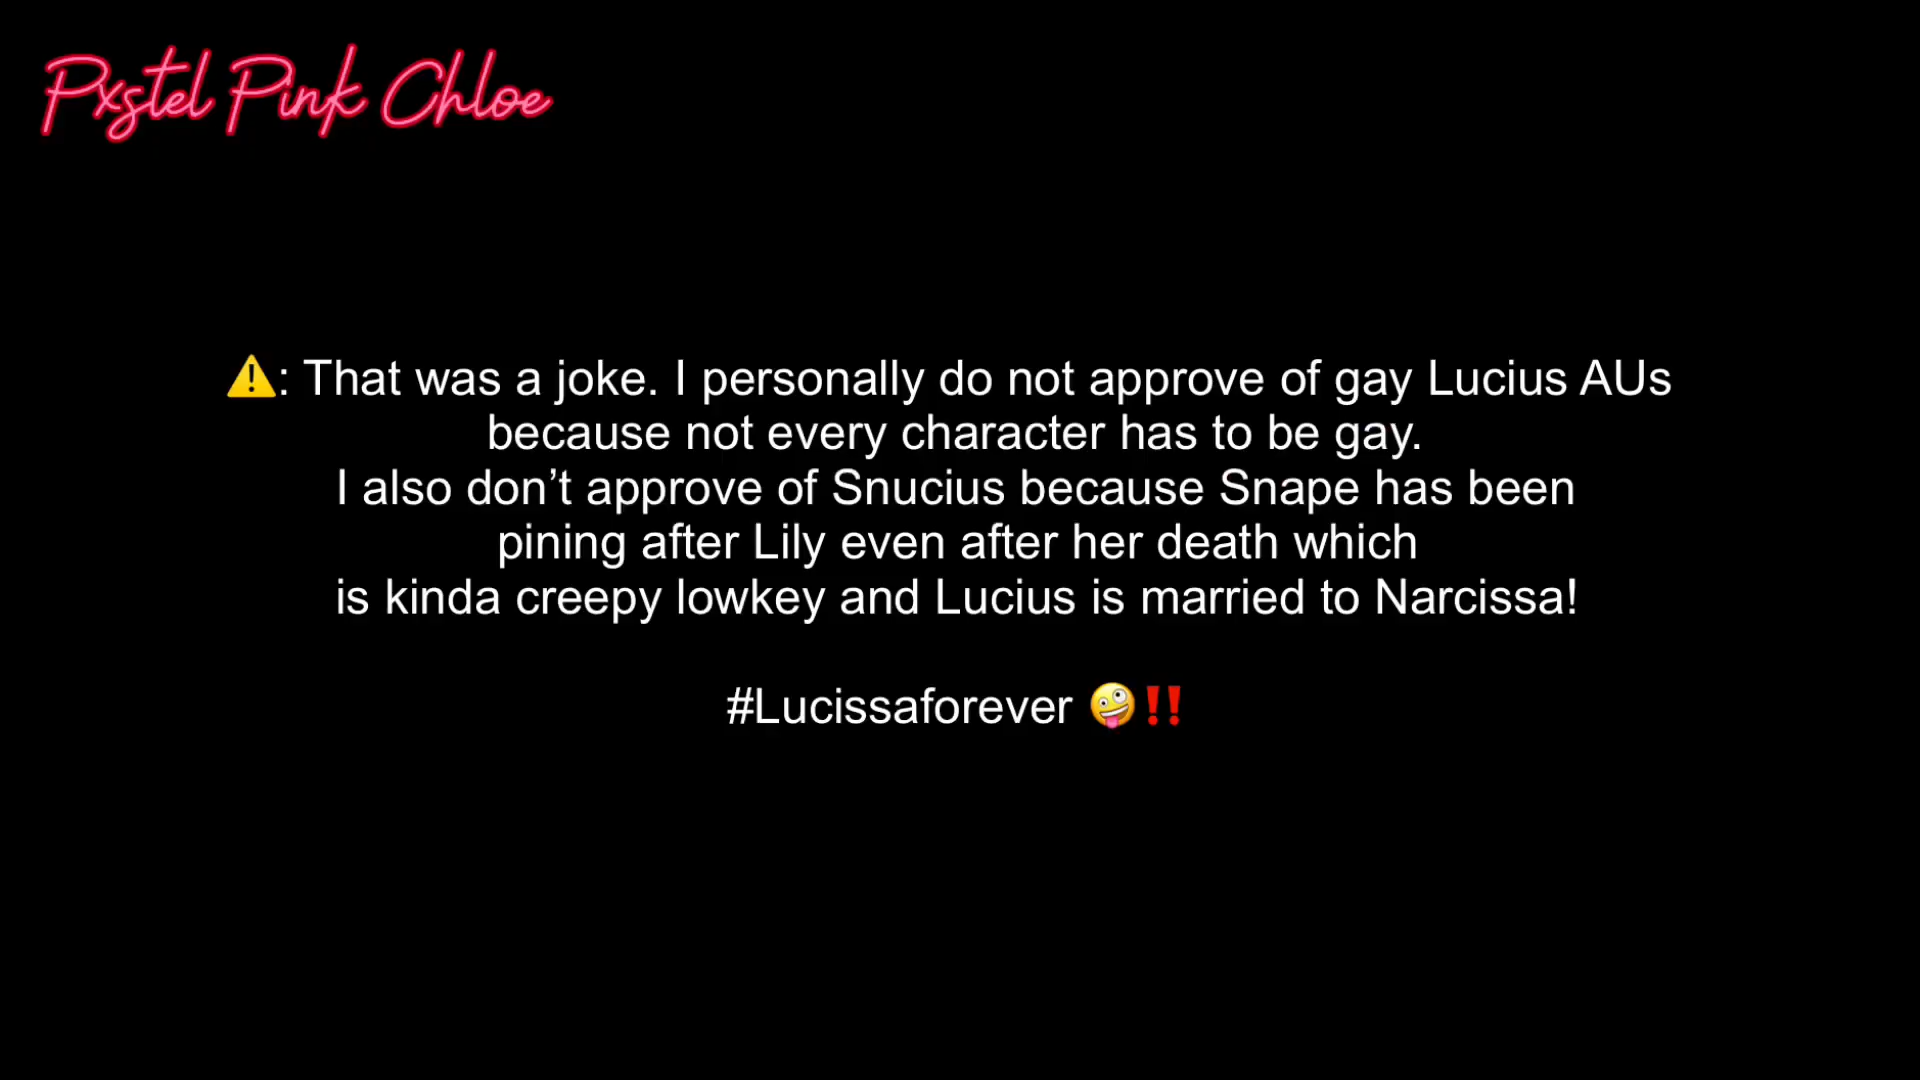 Pxstel Pink Chloe
⚠️: That was a joke. I personally do not approve of gay Lucius AUs
because not every character has to be gay.
I also don’t approve of Snucius because Snape has been
pining after Lily even after her death which
is kinda creepy lowkey and Lucius is married to Narcissa!
#Lucissaforever 🤪‼️